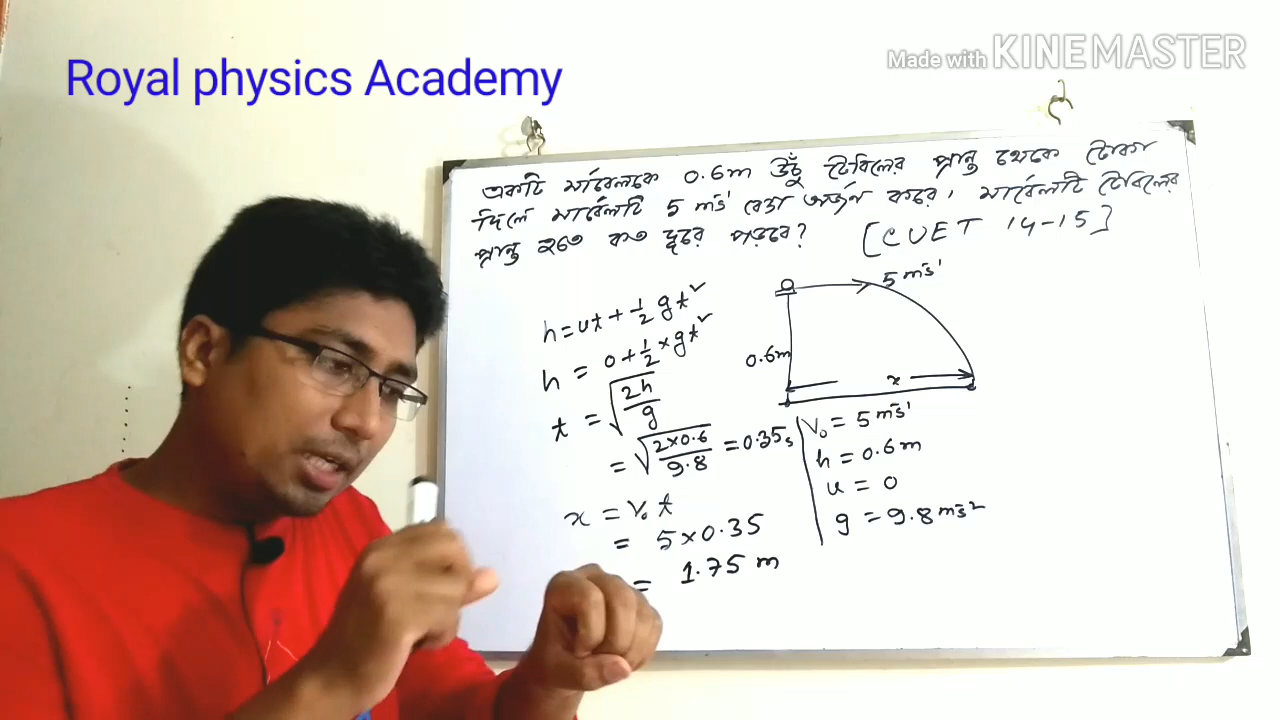 Royal physics Academy
Made with KINEMASTER
একটি মার্বেলকে 0.6m উঁচু টেবিলের প্রান্ত থেকে টোকা
দিলে মার্বেলটি 5 ms⁻¹ বেগ অর্জন করে। মার্বেলটি টেবিলের
প্রান্ত হতে কত দূরে পড়বে? [CUET 14-15]
h = ut + 1/2 gt²
h = 0 + 1/2 × gt²
t = √(2h/g)
= √(2×0.6/9.8) = 0.35s
x = V₀ t
= 5×0.35
= 1.75 m
5 ms⁻¹
0.6m
x
V₀ = 5 ms⁻¹
h = 0.6m
u = 0
g = 9.8 ms⁻²